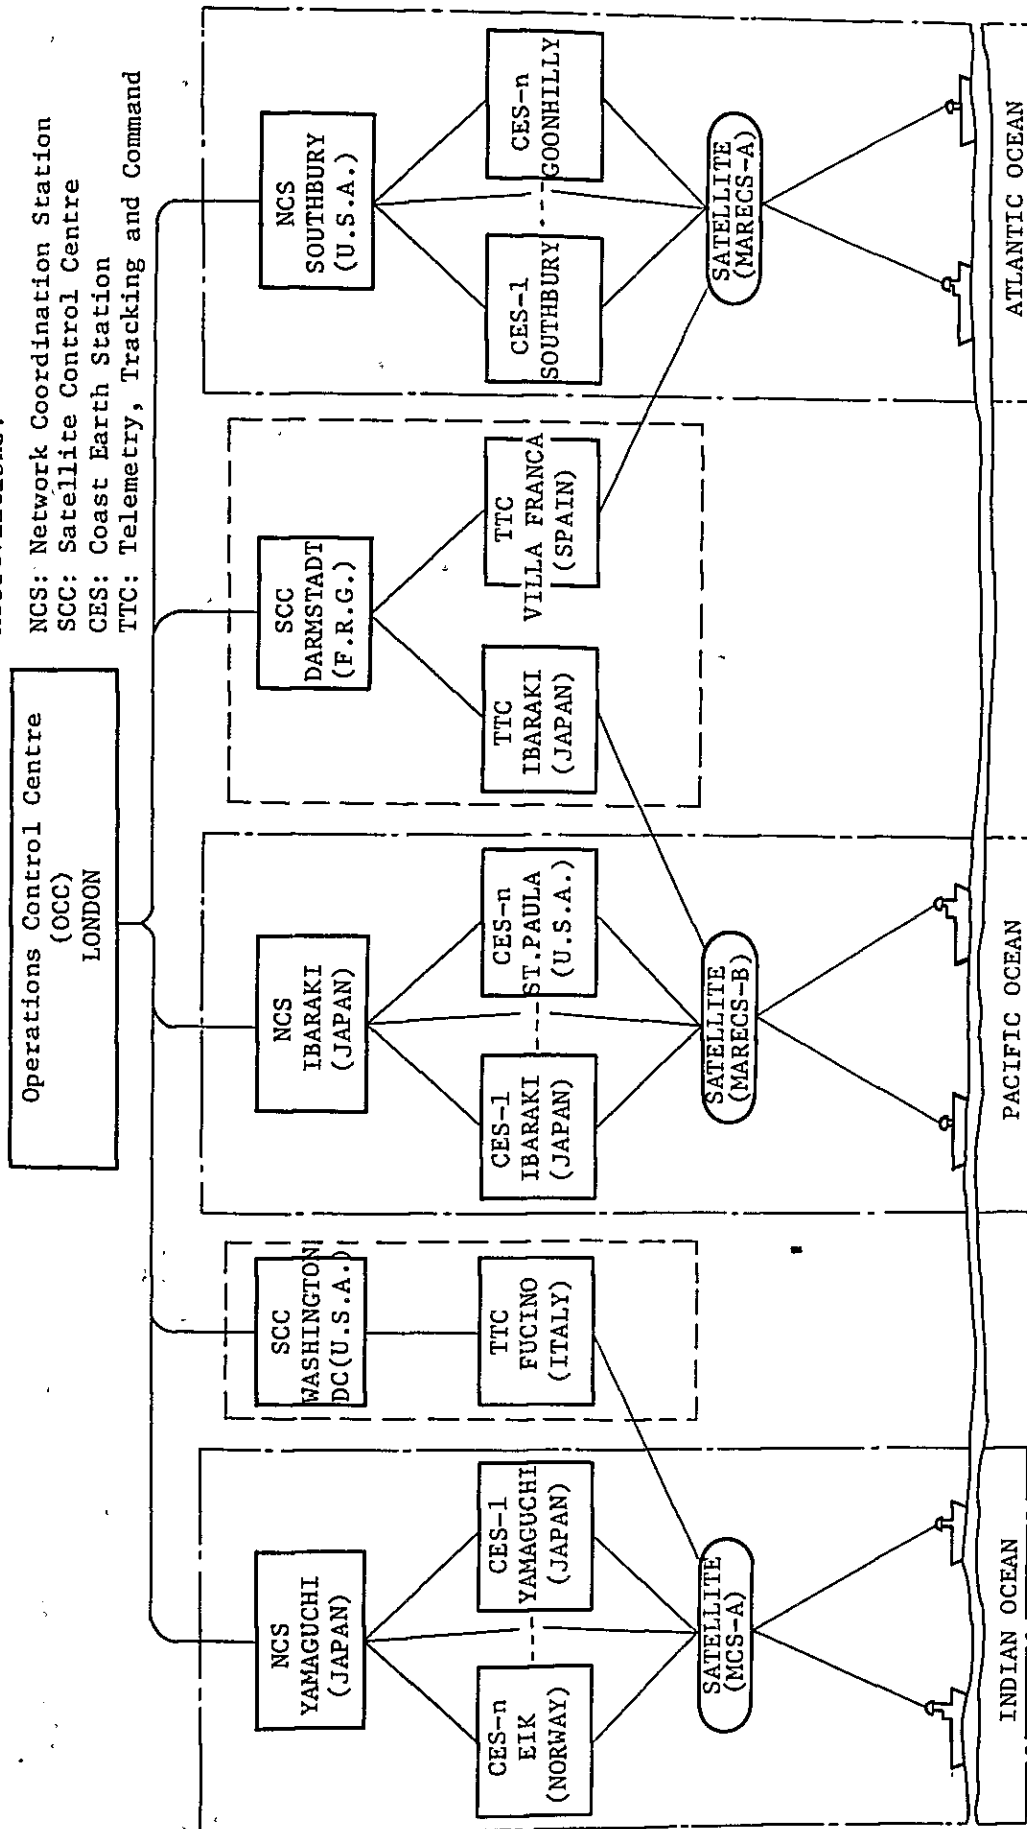 Operations Control Centre
(OCC)
LONDON
NCS: Network Coordination Station
SCC: Satellite Control Centre
CES: Coast Earth Station
TTC: Telemetry, Tracking and Command
NCS
YAMAGUCHI
(JAPAN)
SCC
WASHINGTON
DC(U.S.A.)
NCS
IBARAKI
(JAPAN)
SCC
DARMSTADT
(F.R.G.)
NCS
SOUTHBURY
(U.S.A.)
CES-n
EIK
(NORWAY)
CES-1
YAMAGUCHI
(JAPAN)
TTC
FUCINO
(ITALY)
CES-1
IBARAKI
(JAPAN)
CES-n
ST.PAULA
(U.S.A.)
TTC
IBARAKI
(JAPAN)
TTC
VILLA FRANCA
(SPAIN)
CES-1
SOUTHBURY
CES-n
GOONHILLY
SATELLITE
(MCS-A)
SATELLITE
(MARECS-B)
SATELLITE
(MARECS-A)
INDIAN OCEAN
PACIFIC OCEAN
ATLANTIC OCEAN